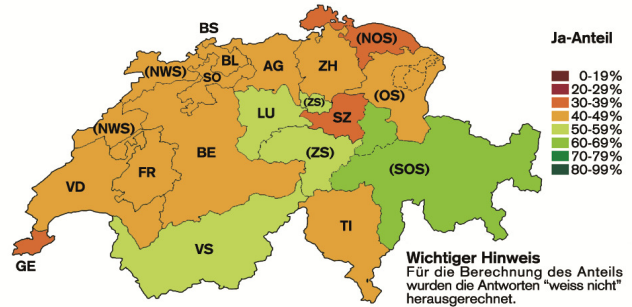 BS
(NOS)
Ja-Anteil
(NWS)
BL
AG
ZH
SO
0-19%
20-29%
30-39%
40-49%
50-59%
60-69%
70-79%
80-99%
(OS)
(ZS)
LU
SZ
(NWS)
BE
(ZS)
(SOS)
FR
VD
TI
VS
GE
Wichtiger Hinweis
Für die Berechnung des Anteils
wurden die Antworten “weiss nicht”
herausgerechnet.